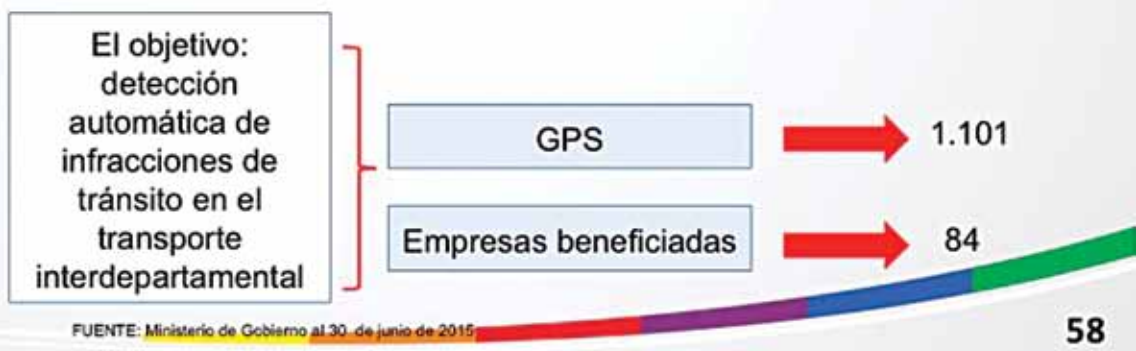 El objetivo:
detección
automática de
infracciones de
tránsito en el
transporte
interdepartamental
GPS
1.101
Empresas beneficiadas
84
FUENTE: Ministerio de Gobierno al 30 de junio de 2015
58